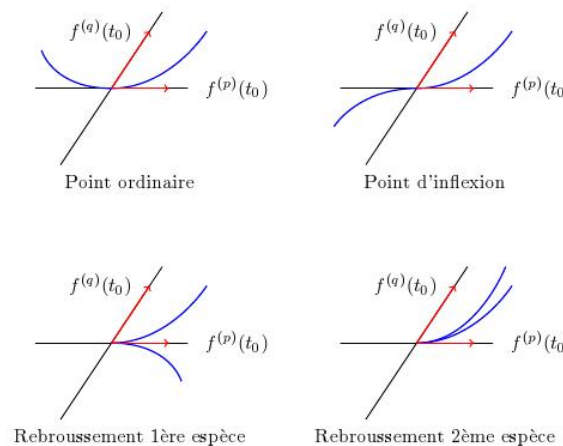 f^{(q)}(t_0)
f^{(p)}(t_0)
Point ordinaire
f^{(q)}(t_0)
f^{(p)}(t_0
Point d'inflexion
f^{(q)}(t_0)
f^{(p)}(t_0)
Rebroussement 1ère espèce
f^{(q)}(t_0)
f^{(p)}(t_0
Rebroussement 2ème espèce